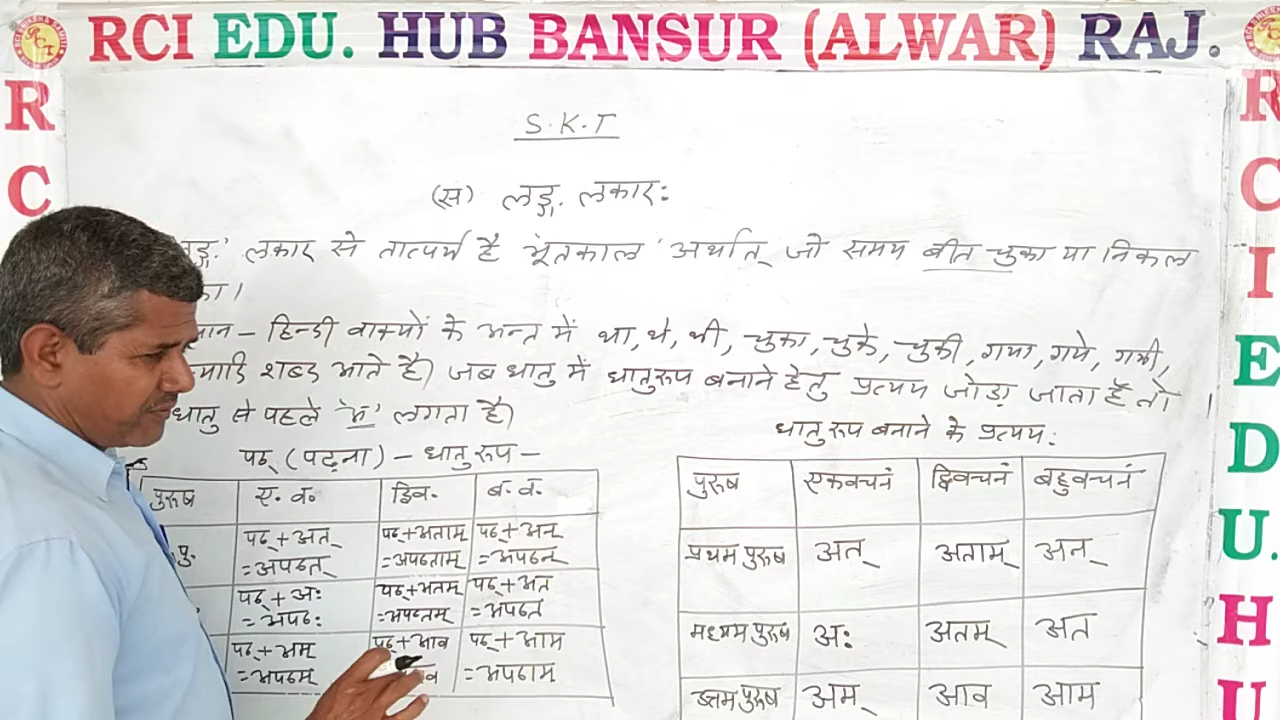 RCI EDU. HUB BANSUR (ALWAR) RAJ.
R
C
R
C
I
E
D
U.
H
U
S.K.T
(स) लङ्ग. लकार:
लकार से तात्पर्य है 'भूतकाल' अर्थात् जो समय बीत चुका या निकल
हिन्दी वाक्यों के अन्त में था, थे, थी, चुका, चुके, चुकी, गया, गये, गयी,
शब्द आते है। जब धातु में धातुरूप बनाने हेतु प्रत्यय जोड़ा जाता है तो
धातु से पहले 'अ' लगता है।
पठ् (पढ़ना) – धातु रूप –
पुरूष ए. व. द्विव. ब. व.
पु. पठ् + अत् पठ् + अताम् पठ् + अन्
= अपठत् = अपठताम् = अपठन्
पठ् + अः पठ् + अतम् पठ् + अत
= अपठः = अपठतम् = अपठत
पठ् + अम् पठ् + आव पठ् + आम
= अपठम् = अपठाम
धातु रूप बनाने के प्रत्यय:
पुरूष एकवचनं द्विवचनं बहुवचनं
प्रथम पुरूष अत् अताम् अन्
मध्यम पुरूष अः अतम् अत
उत्तम पुरूष अम् आव आम